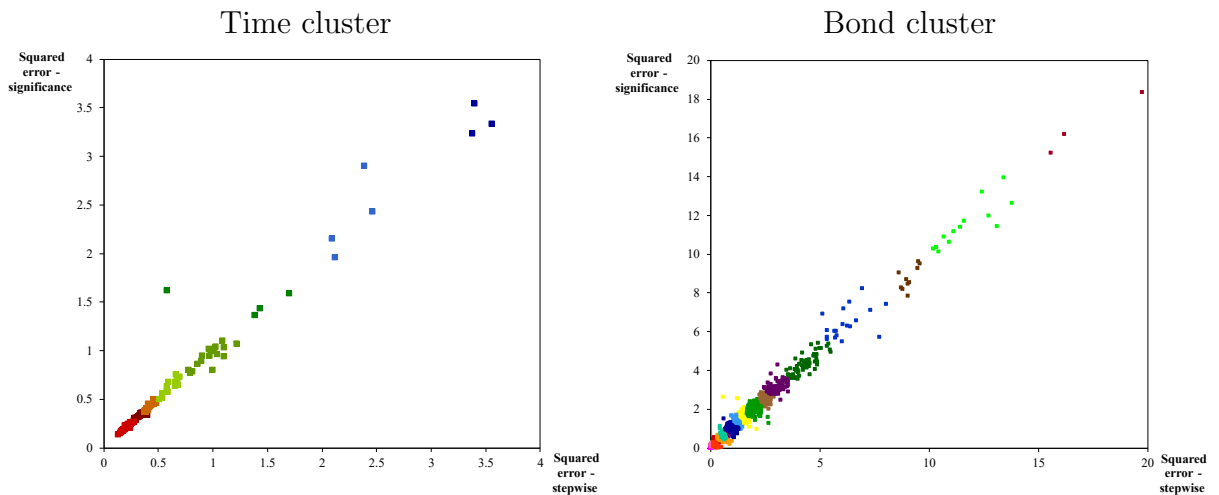 Time cluster
Squared
error -
significance
4
3.5
3
2.5
2
1.5
1
0.5
0
0
0.5
1
1.5
2
2.5
3
3.5
4
Squared
error -
stepwise
Bond cluster
Squared
error -
significance
20
18
16
14
12
10
8
6
4
2
0
0
5
10
15
20
Squared
error -
stepwise